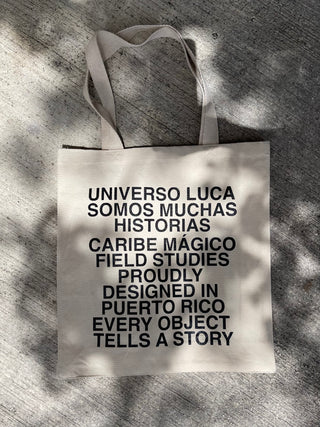 UNIVERSO LUCA
SOMOS MUCHAS
HISTORIAS
CARIBE MÁGICO
FIELD STUDIES
PROUDLY
DESIGNED IN
PUERTO RICO
EVERY OBJECT
TELLS A STORY